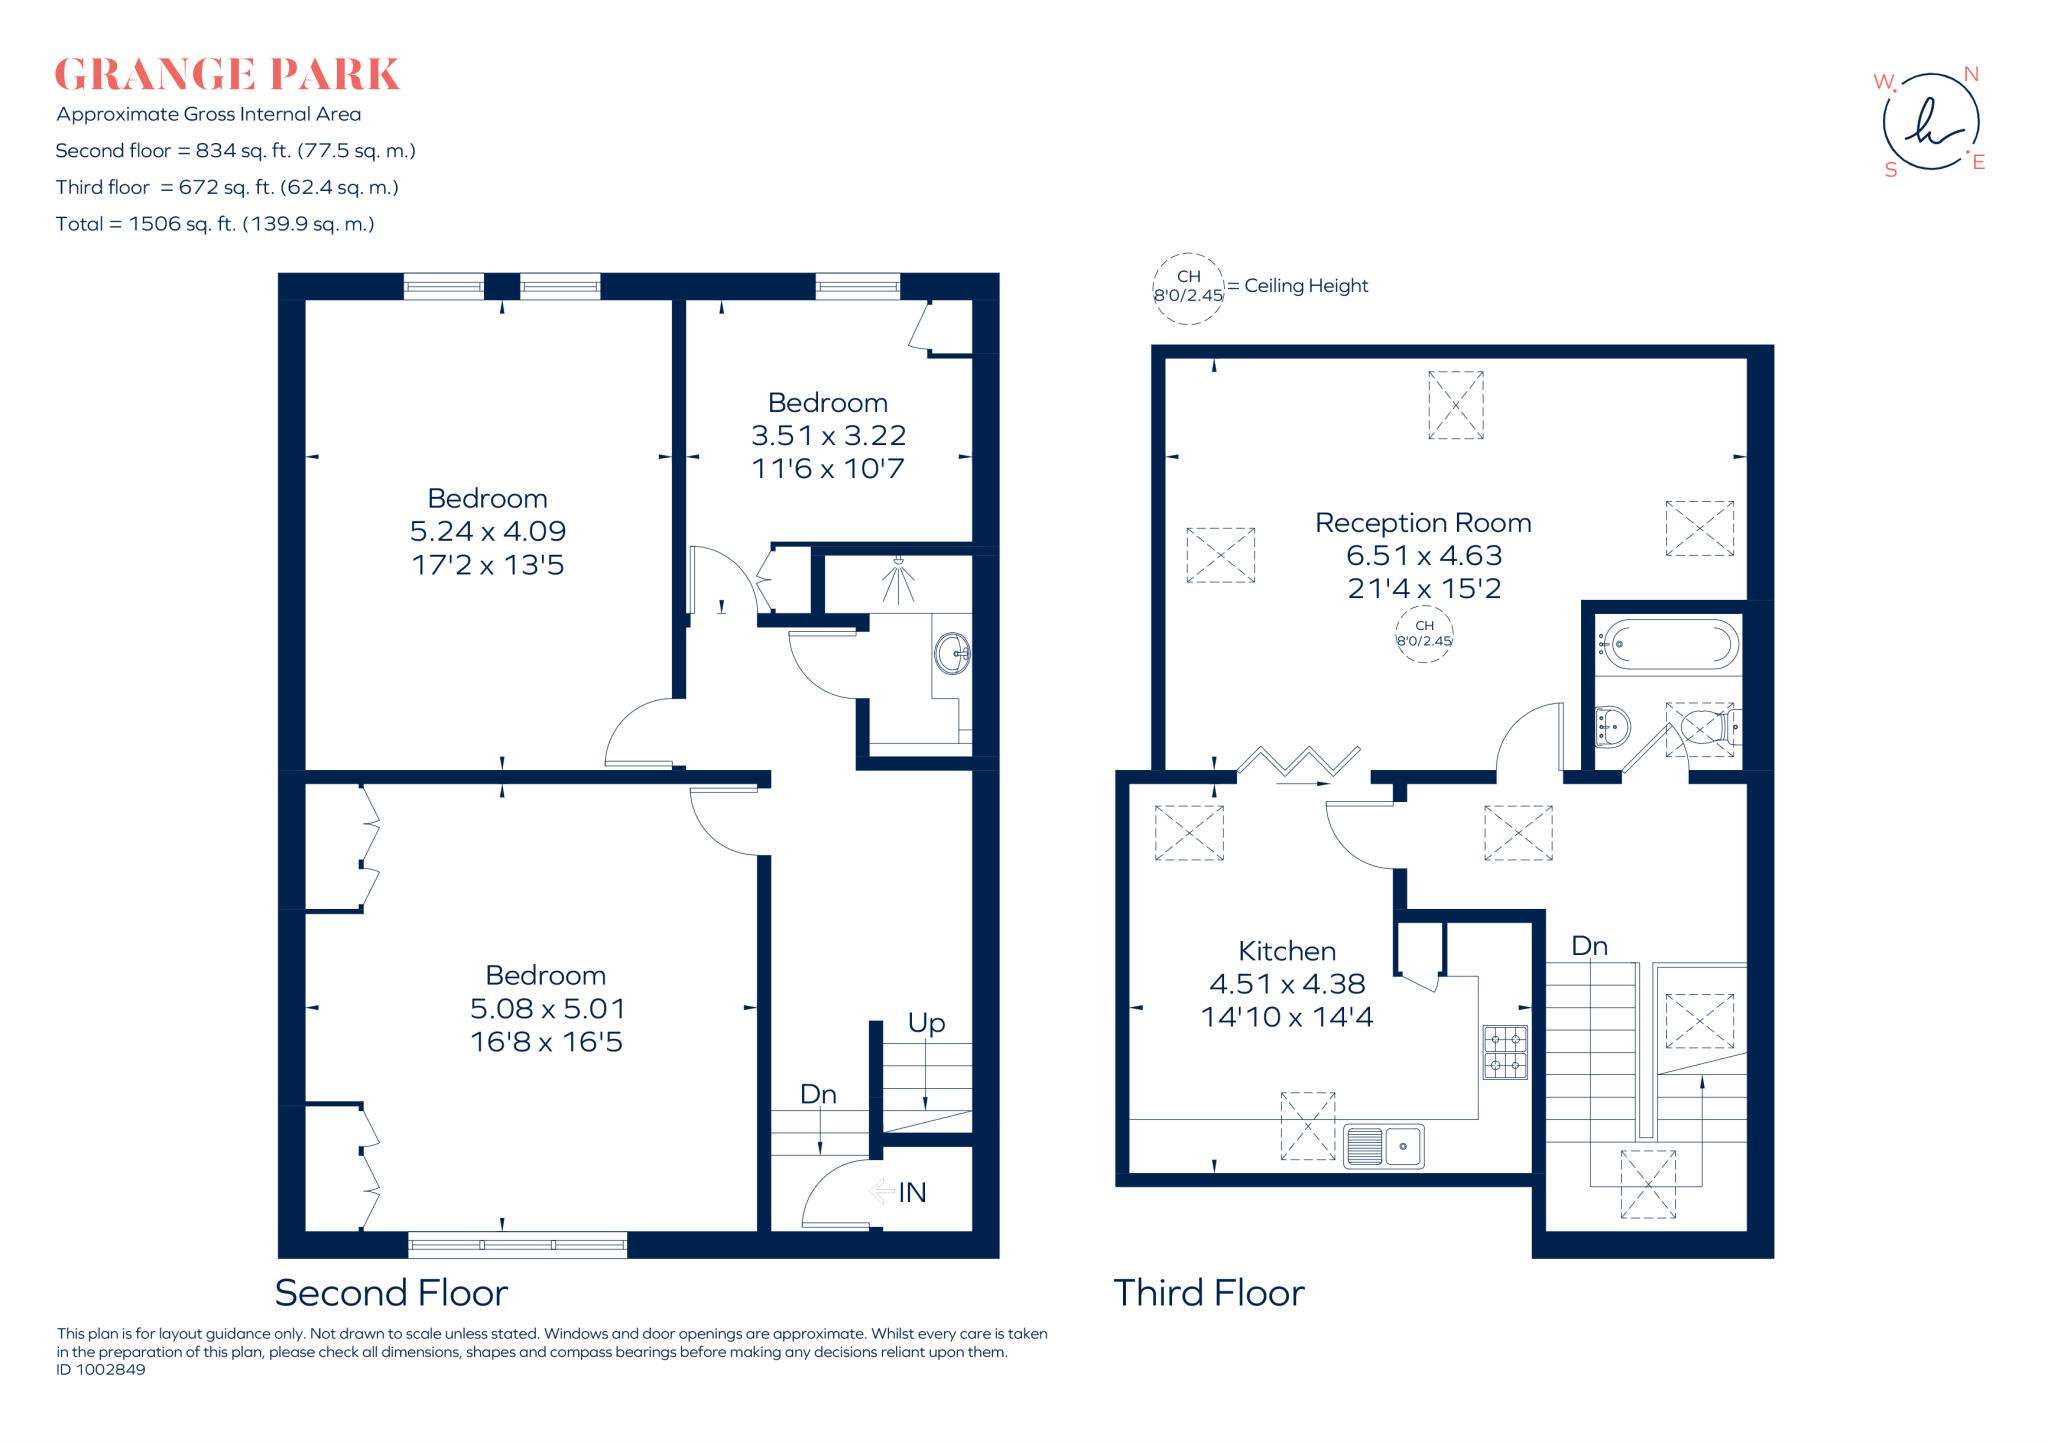 GRANGE PARK
Approximate Gross Internal Area
Second floor = 834 sq. ft. (77.5 sq. m.)
Third floor = 672 sq. ft. (62.4 sq. m.)
Total = 1506 sq. ft. (139.9 sq. m.)
W
N
S
E
CH
8'0/2.45
= Ceiling Height
Bedroom
5.24 x 4.09
17'2 x 13'5
Bedroom
3.51 x 3.22
11'6 x 10'7
Bedroom
5.08 x 5.01
16'8 x 16'5
Up
Dn
IN
Second Floor
Reception Room
6.51 x 4.63
21'4 x 15'2
CH
8'0/2.45
Kitchen
4.51 x 4.38
14'10 x 14'4
Dn
Third Floor
This plan is for layout guidance only. Not drawn to scale unless stated. Windows and door openings are approximate. Whilst every care is taken
in the preparation of this plan, please check all dimensions, shapes and compass bearings before making any decisions reliant upon them.
ID 1002849